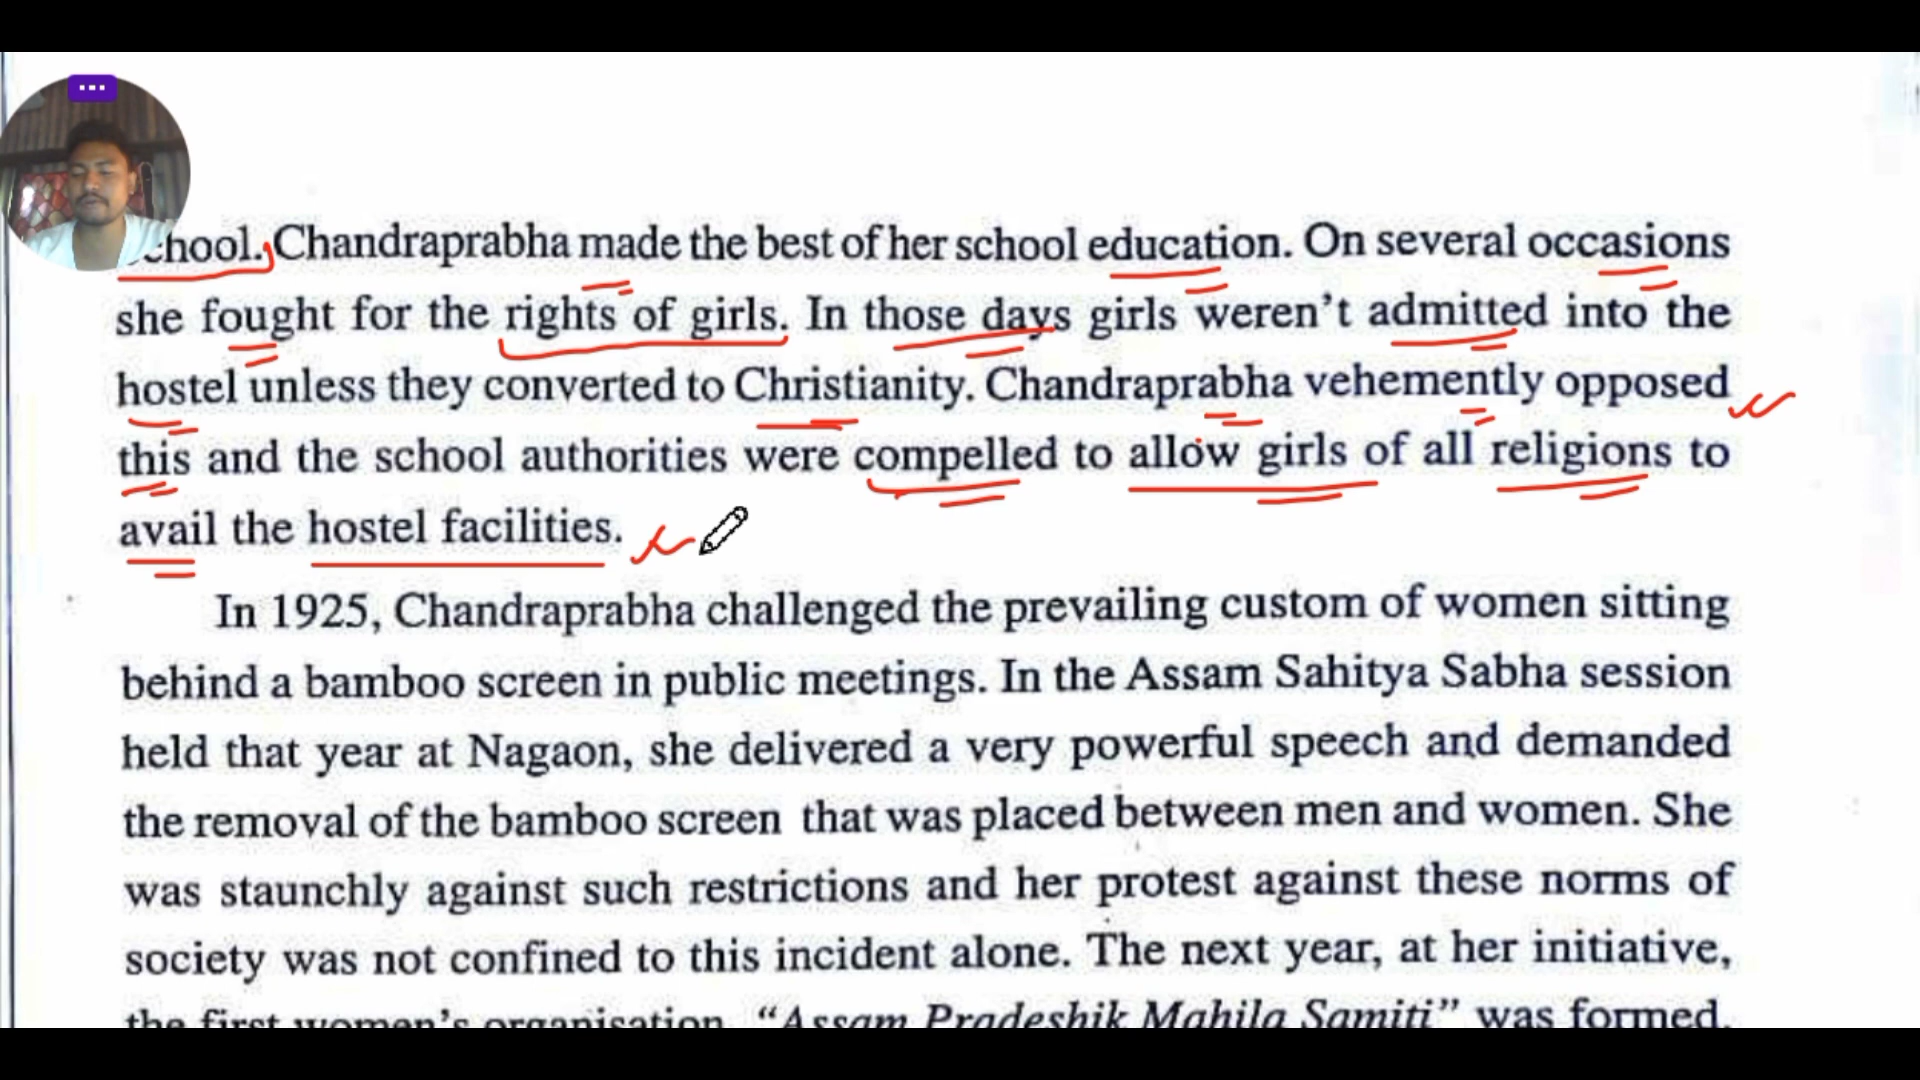 chool. Chandraprabha made the best of her school education. On several occasions
she fought for the rights of girls. In those days girls weren't admitted into the
hostel unless they converted to Christianity. Chandraprabha vehemently opposed
this and the school authorities were compelled to allow girls of all religions to
avail the hostel facilities.
In 1925, Chandraprabha challenged the prevailing custom of women sitting
behind a bamboo screen in public meetings. In the Assam Sahitya Sabha session
held that year at Nagaon, she delivered a very powerful speech and demanded
the removal of the bamboo screen that was placed between men and women. She
was staunchly against such restrictions and her protest against these norms of
society was not confined to this incident alone. The next year, at her initiative,
the first women's organisation, “Assam Pradeshik Mahila Samiti” was formed.